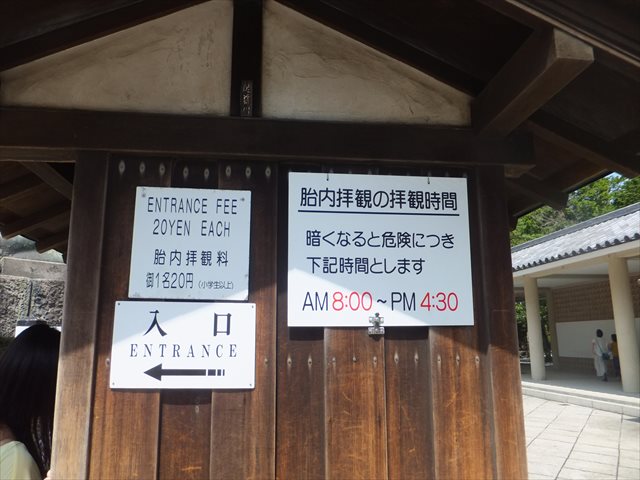 ENTRANCE FEE
20YEN EACH
胎内拝観料
御1名20円(小学生以上)
入口
ENTRANCE
胎内拝観の拝観時間
暗くなると危険につき
下記時間とします
AM 8:00~PM 4:30